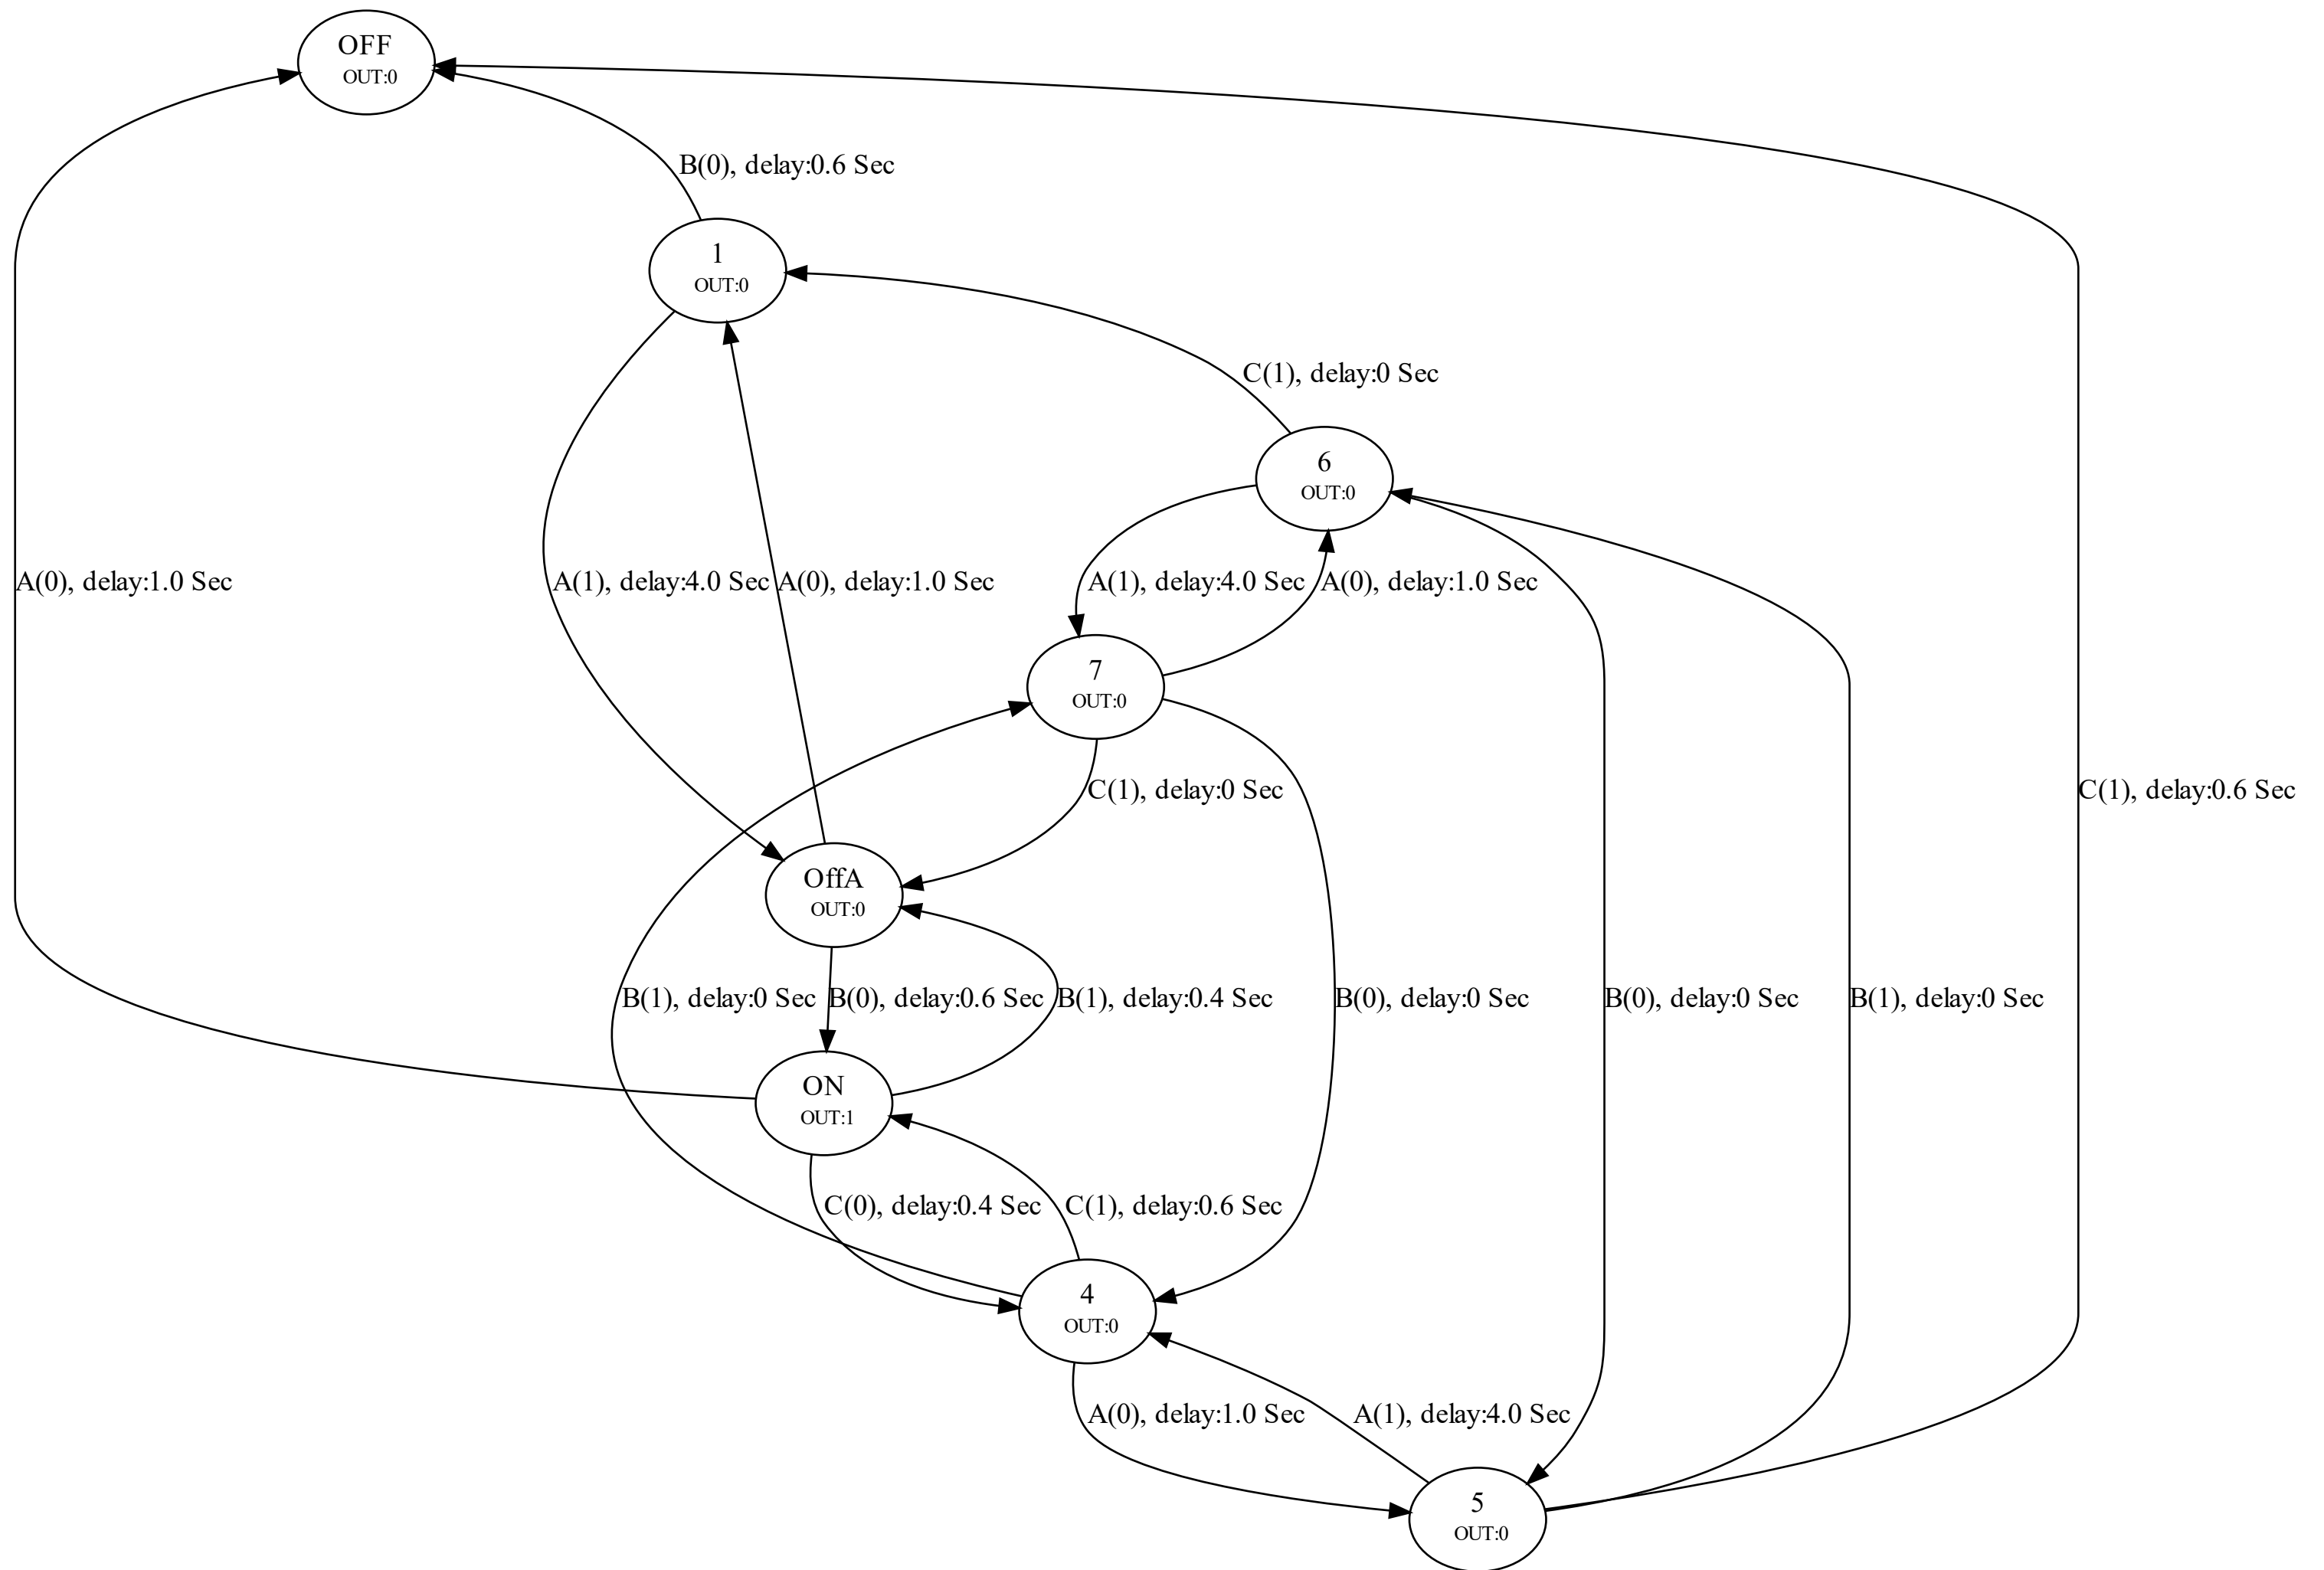 OFF
OUT:0
B(0), delay:0.6 Sec
1
OUT:0
C(1), delay:0 Sec
6
OUT:0
A(0), delay:1.0 Sec
A(1), delay:4.0 Sec
A(0), delay:1.0 Sec
A(1), delay:4.0 Sec
A(0), delay:1.0 Sec
7
OUT:0
C(1), delay:0 Sec
C(1), delay:0.6 Sec
OffA
OUT:0
B(1), delay:0 Sec
B(0), delay:0.6 Sec
B(1), delay:0.4 Sec
B(0), delay:0 Sec
B(0), delay:0 Sec
B(1), delay:0 Sec
ON
OUT:1
C(0), delay:0.4 Sec
C(1), delay:0.6 Sec
4
OUT:0
A(0), delay:1.0 Sec
A(1), delay:4.0 Sec
5
OUT:0